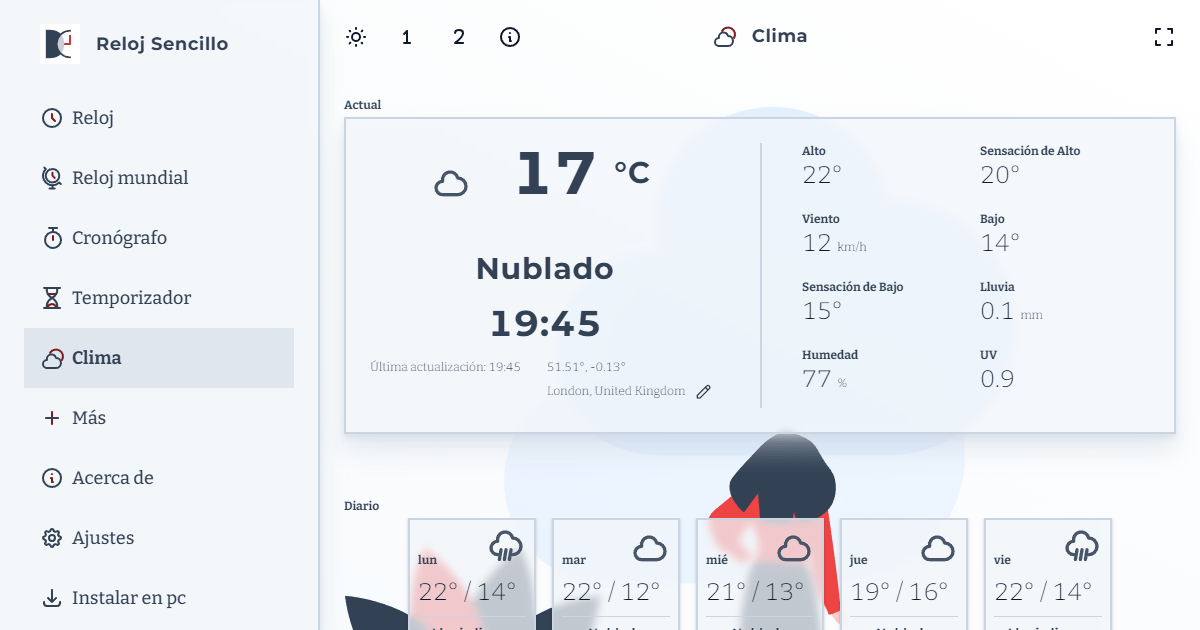 Reloj Sencillo
Reloj
Reloj mundial
Cronógrafo
Temporizador
Clima
Más
Acerca de
Ajustes
Instalar en pc
1 2
Clima
Actual
17 °C
Nublado
19:45
Última actualización: 19:45
51.51°, -0.13°
London, United Kingdom
Alto
22°
Sensación de Alto
20°
Viento
12 km/h
Bajo
14°
Sensación de Bajo
15°
Lluvia
0.1 mm
Humedad
77 %
UV
0.9
Diario
lun
22° / 14°
mar
22° / 12°
mié
21° / 13°
jue
19° / 16°
vie
22° / 14°